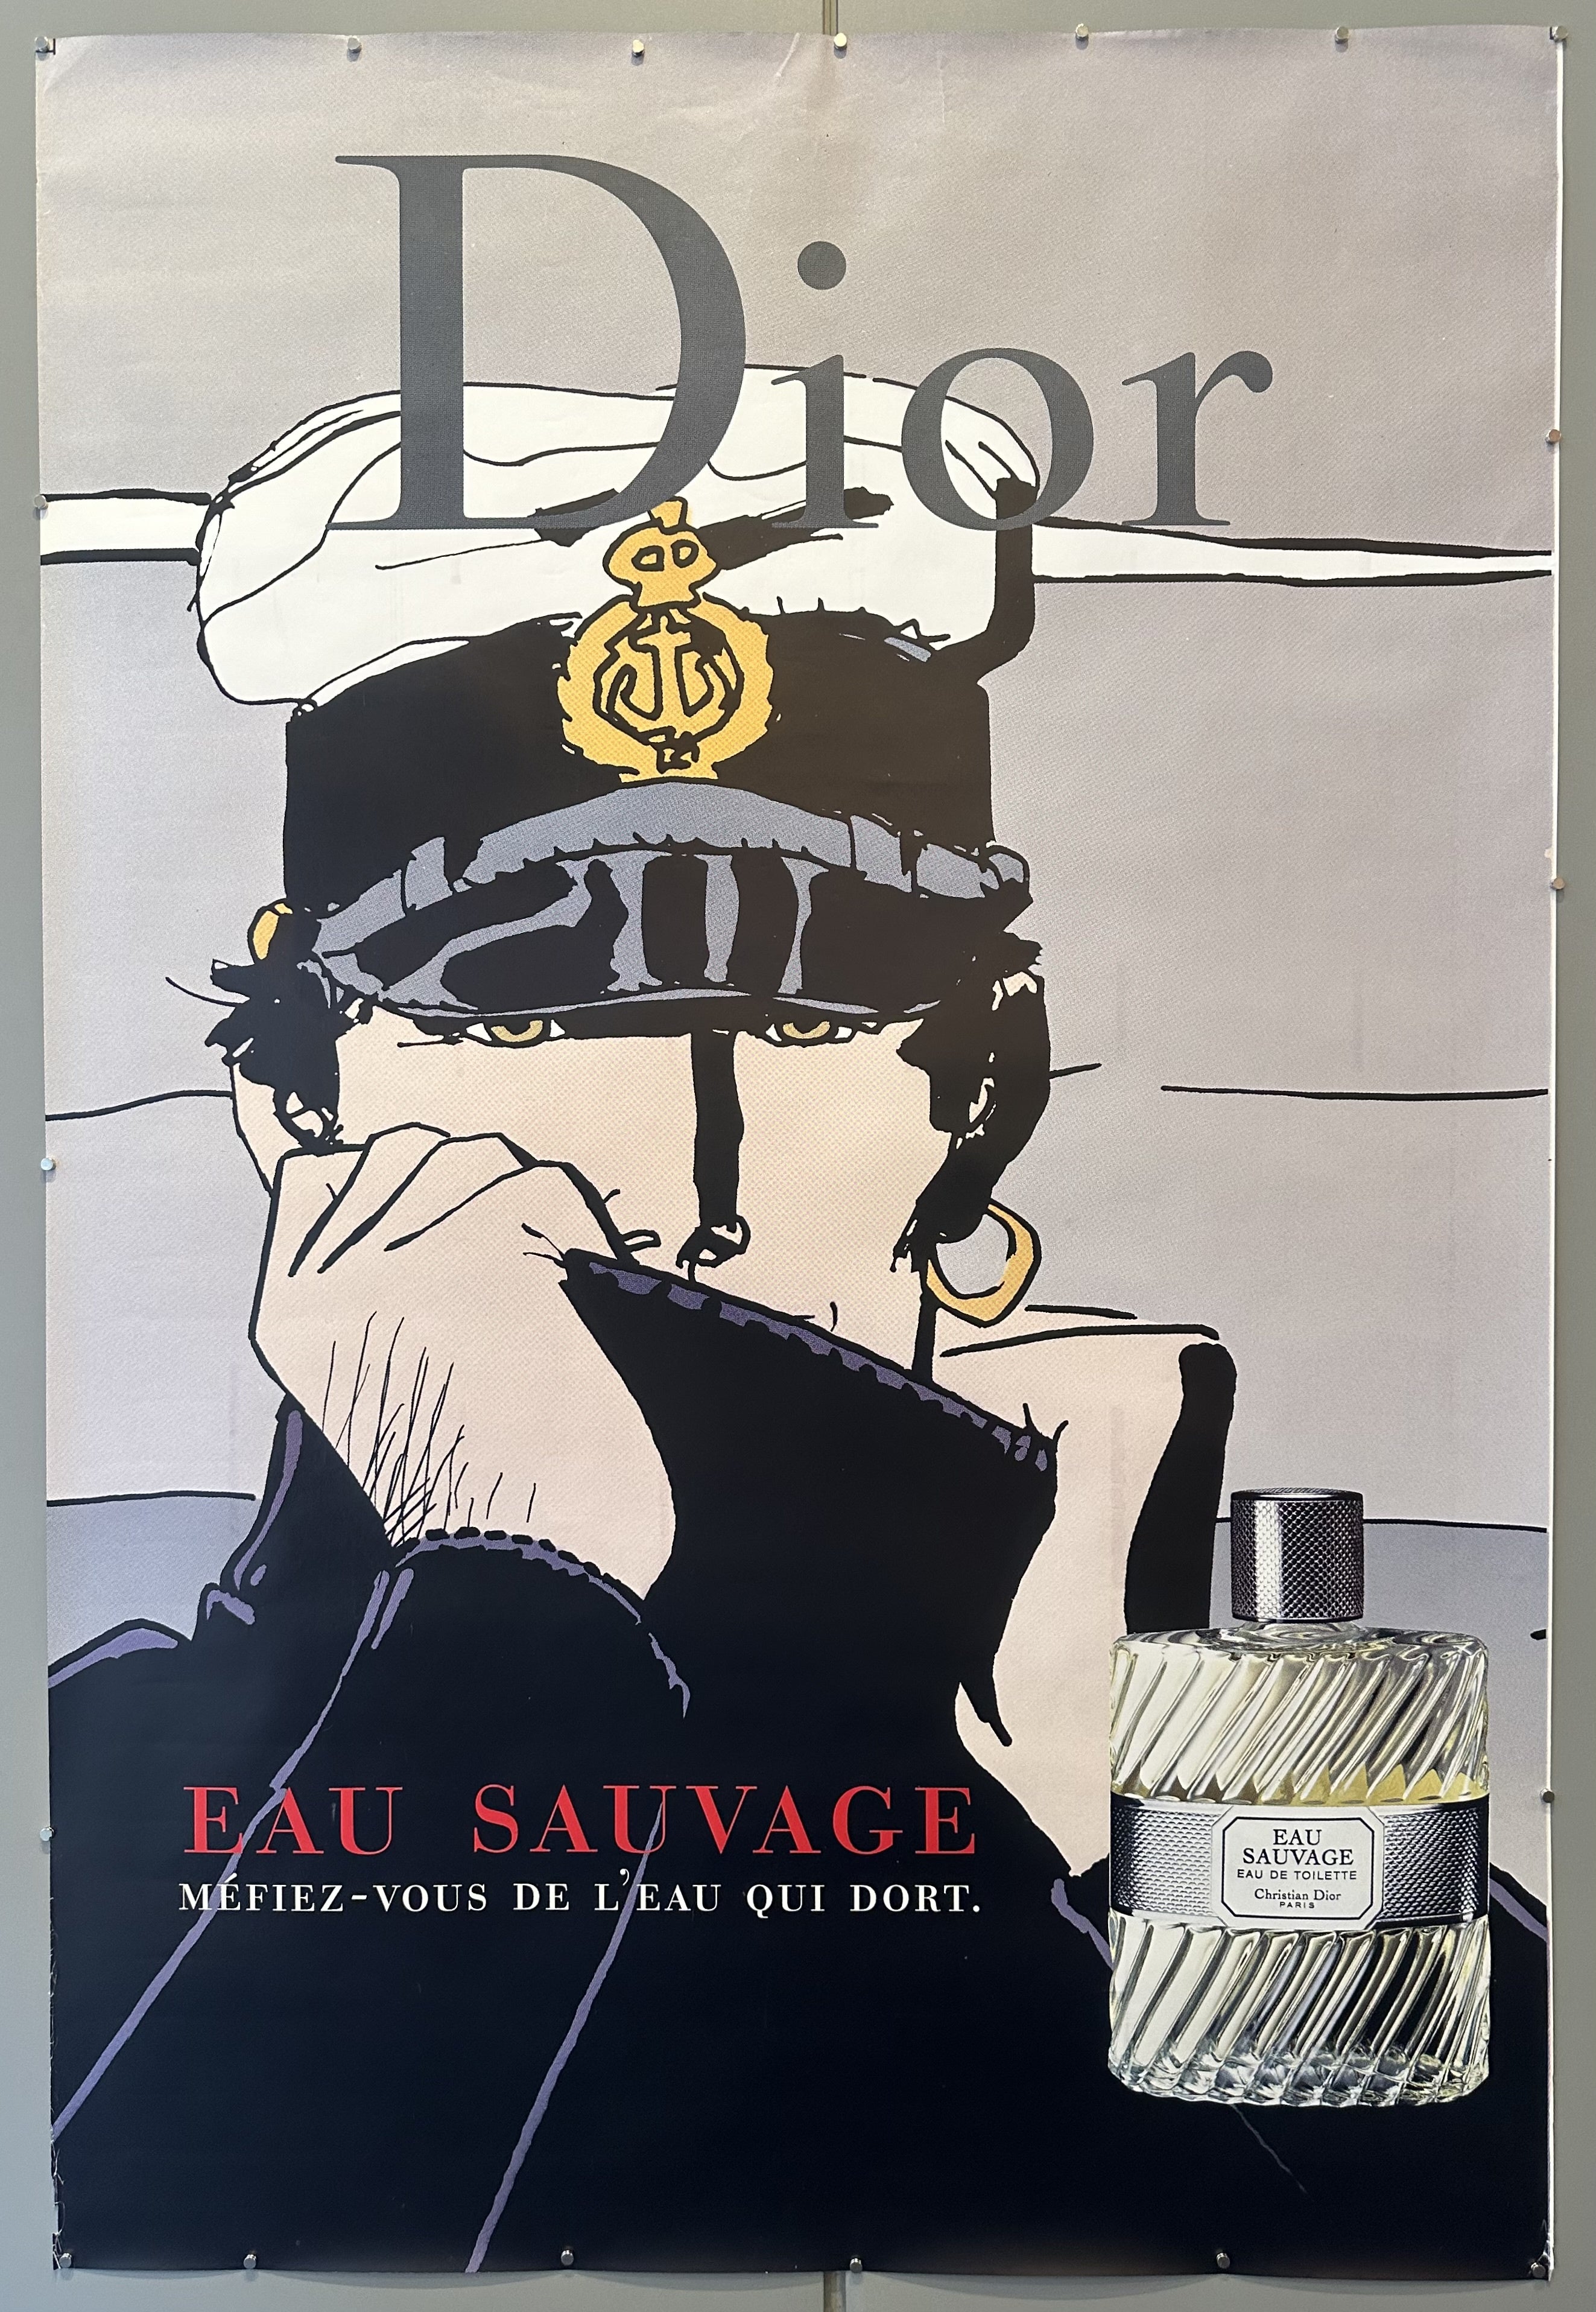 Dior
EAU SAUVAGE
MÉFIEZ-VOUS DE L'EAU QUI DORT.
EAU
SAUVAGE
EAU DE TOILETTE
Christian Dior
PARIS